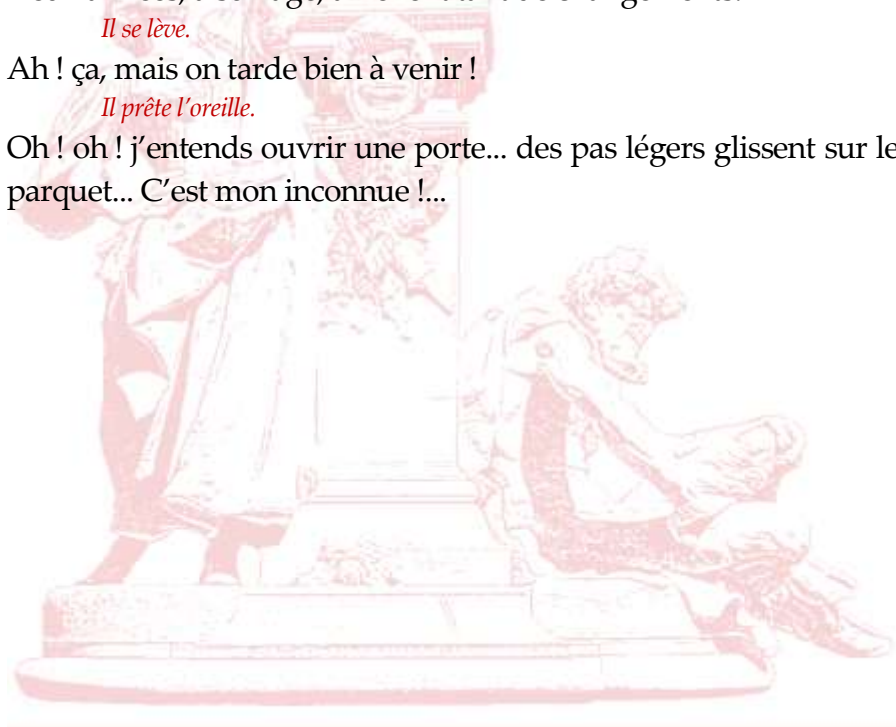 Il se lève.
Ah ! ça, mais on tarde bien à venir !
Il prête l’oreille.
Oh ! oh ! j’entends ouvrir une porte... des pas légers glissent sur le
parquet... C’est mon inconnue !...